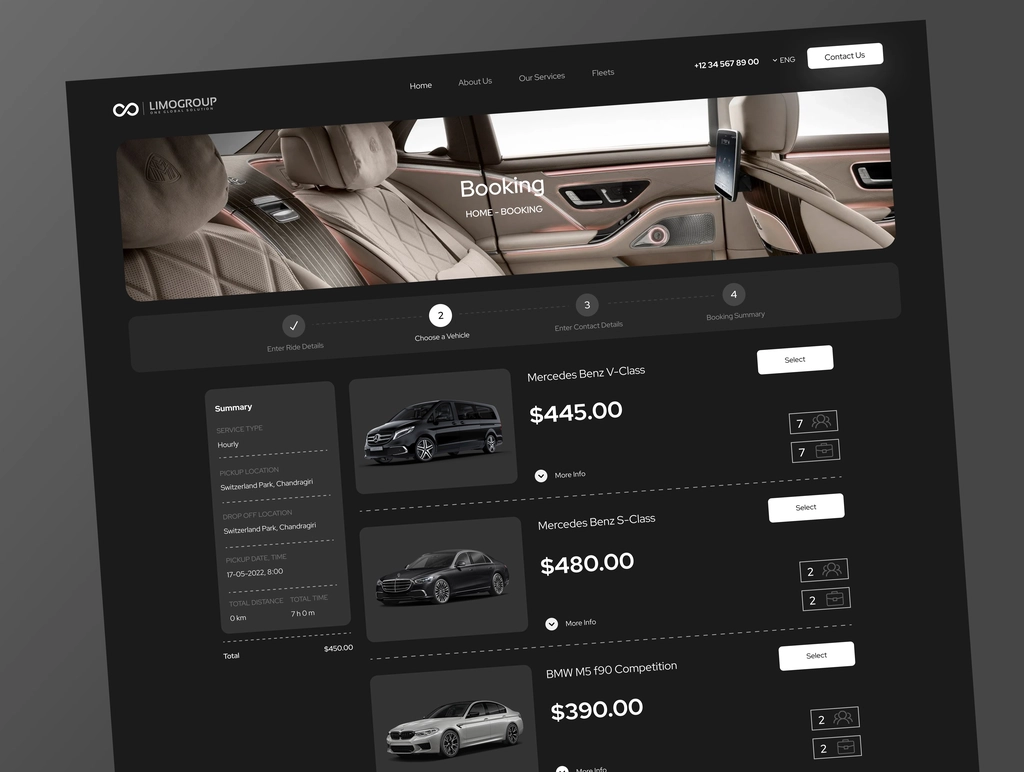 LIMOGROUP
ONE GLOBAL SOLUTION
Home
About Us
Our Services
Fleets
+12 34 567 89 00
ENG
Contact Us
Booking
HOME - BOOKING
✓
Enter Ride Details
2
Choose a Vehicle
3
Enter Contact Details
4
Booking Summary
Summary
SERVICE TYPE
Hourly
PICKUP LOCATION
Switzerland Park, Chandragiri
DROP OFF LOCATION
Switzerland Park, Chandragiri
PICKUP DATE, TIME
17-05-2022, 8:00
TOTAL DISTANCE TOTAL TIME
0 km 7 h 0 m
Total $450.00
Mercedes Benz V-Class
Select
$445.00
7
7
More Info
Mercedes Benz S-Class
Select
$480.00
2
2
More Info
BMW M5 f90 Competition
Select
$390.00
2
2
More Info